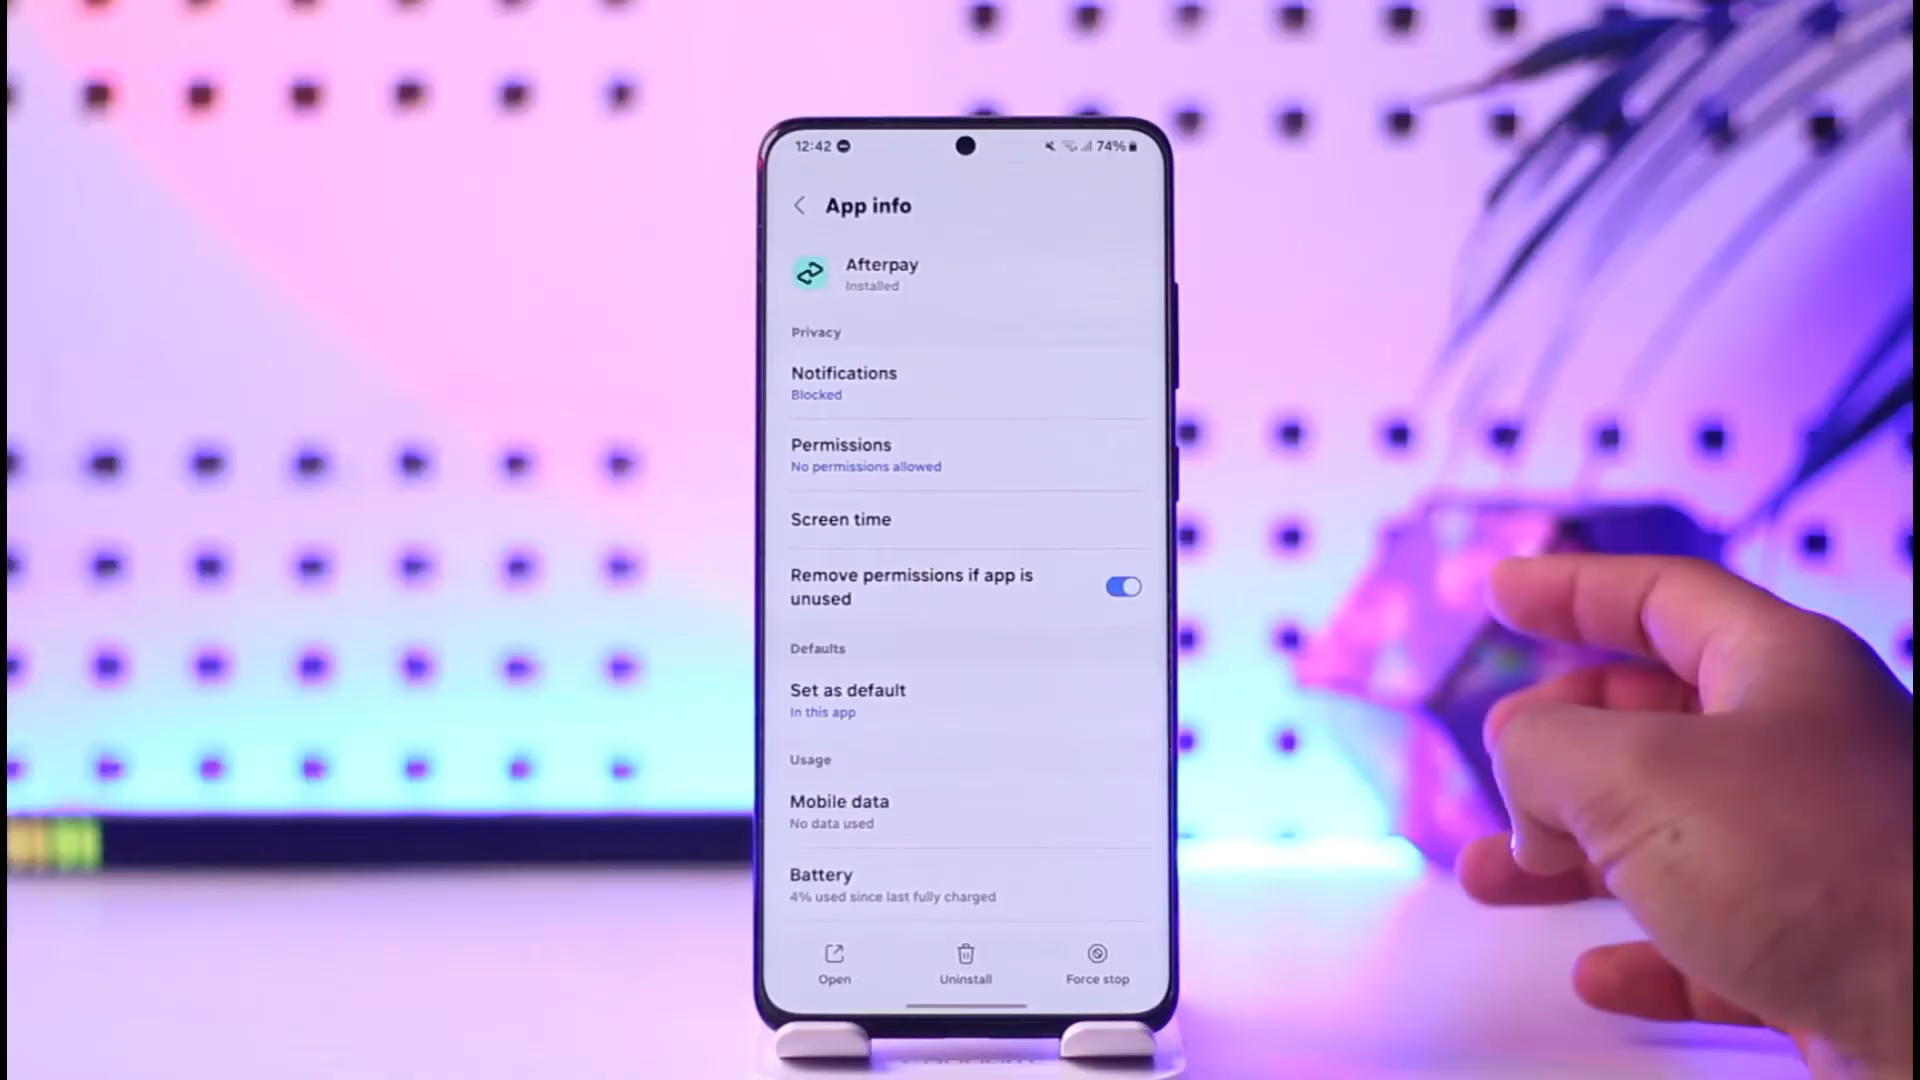 12:42 74%
App info
Afterpay
Installed
Privacy
Notifications
Blocked
Permissions
No permissions allowed
Screen time
Remove permissions if app is
unused
Defaults
Set as default
In this app
Usage
Mobile data
No data used
Battery
4% used since last fully charged
Open Uninstall Force stop